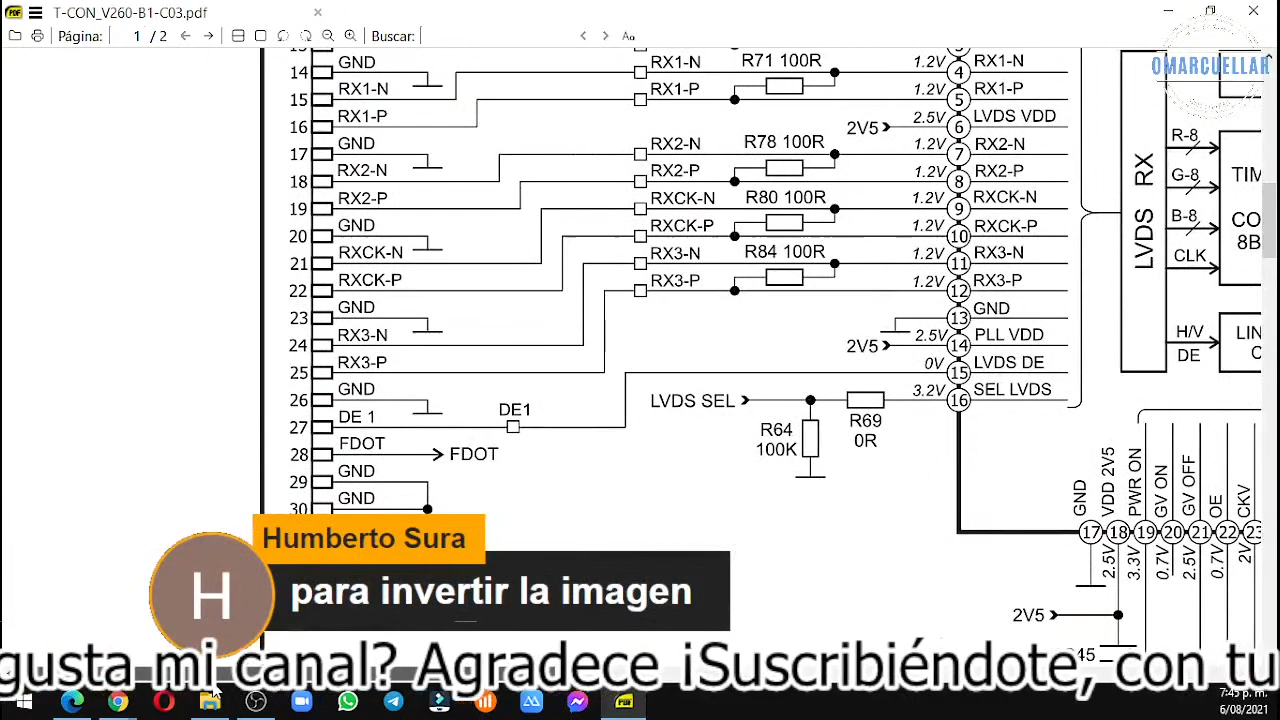 T-CON_V260-B1-C03.pdf
Página: 1 / 2 Buscar:
OMARCUELLAR
GND
14
RX1-N
15
RX1-P
16
GND
17
RX2-N
18
RX2-P
19
GND
20
RXCK-N
21
RXCK-P
22
GND
23
RX3-N
24
RX3-P
25
GND
26
DE 1
27
FDOT
28
FDOT
GND
29
GND
30
DE1
RX1-N
RX1-P
RX2-N
RX2-P
RXCK-N
RXCK-P
RX3-N
RX3-P
R71 100R
R78 100R
R80 100R
R84 100R
1.2V 4 RX1-N
1.2V 5 RX1-P
2V5 2.5V 6 LVDS VDD
1.2V 7 RX2-N
1.2V 8 RX2-P
1.2V 9 RXCK-N
1.2V 10 RXCK-P
1.2V 11 RX3-N
1.2V 12 RX3-P
13 GND
2V5 2.5V 14 PLL VDD
0V 15 LVDS DE
LVDS SEL 3.2V 16 SEL LVDS
R64
100K
R69
0R
LVDS RX
R-8
G-8
B-8
CLK
H/V
DE
TIM
CO
8B
LIN
C
GND
VDD 2V5
PWR ON
GV ON
GV OFF
OE
CKV
17 18 19 20 21 22 23
2.5V
3.3V
0.7V
2.5V
0.7V
2V
2V5
Humberto Sura
para invertir la imagen
gusta mi canal? Agradece ¡Suscribiéndote, con tu
7:45 p. m.
6/08/2021